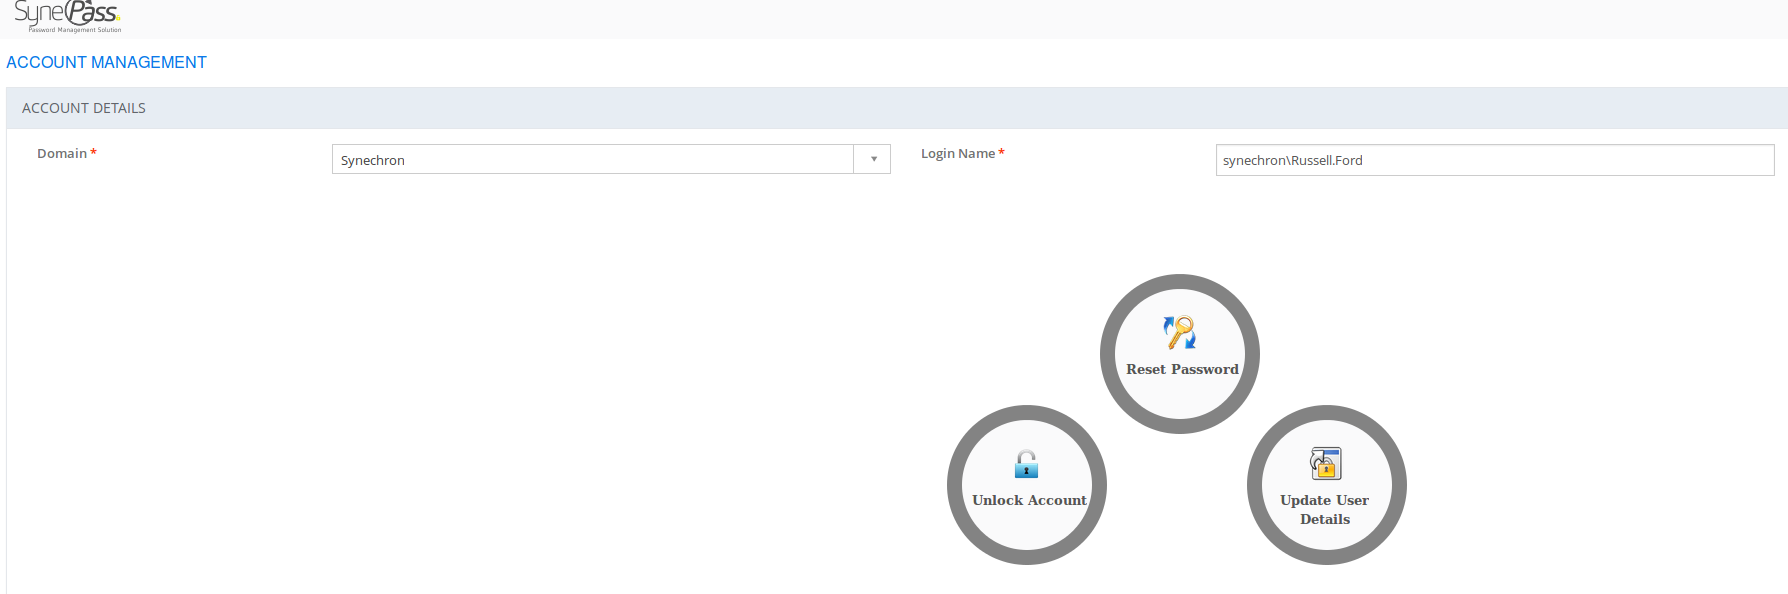 SynePass
Password Management Solution
ACCOUNT MANAGEMENT
ACCOUNT DETAILS
Domain *
Synechron
Login Name *
synechron\Russell.Ford
Reset Password
Unlock Account
Update User
Details